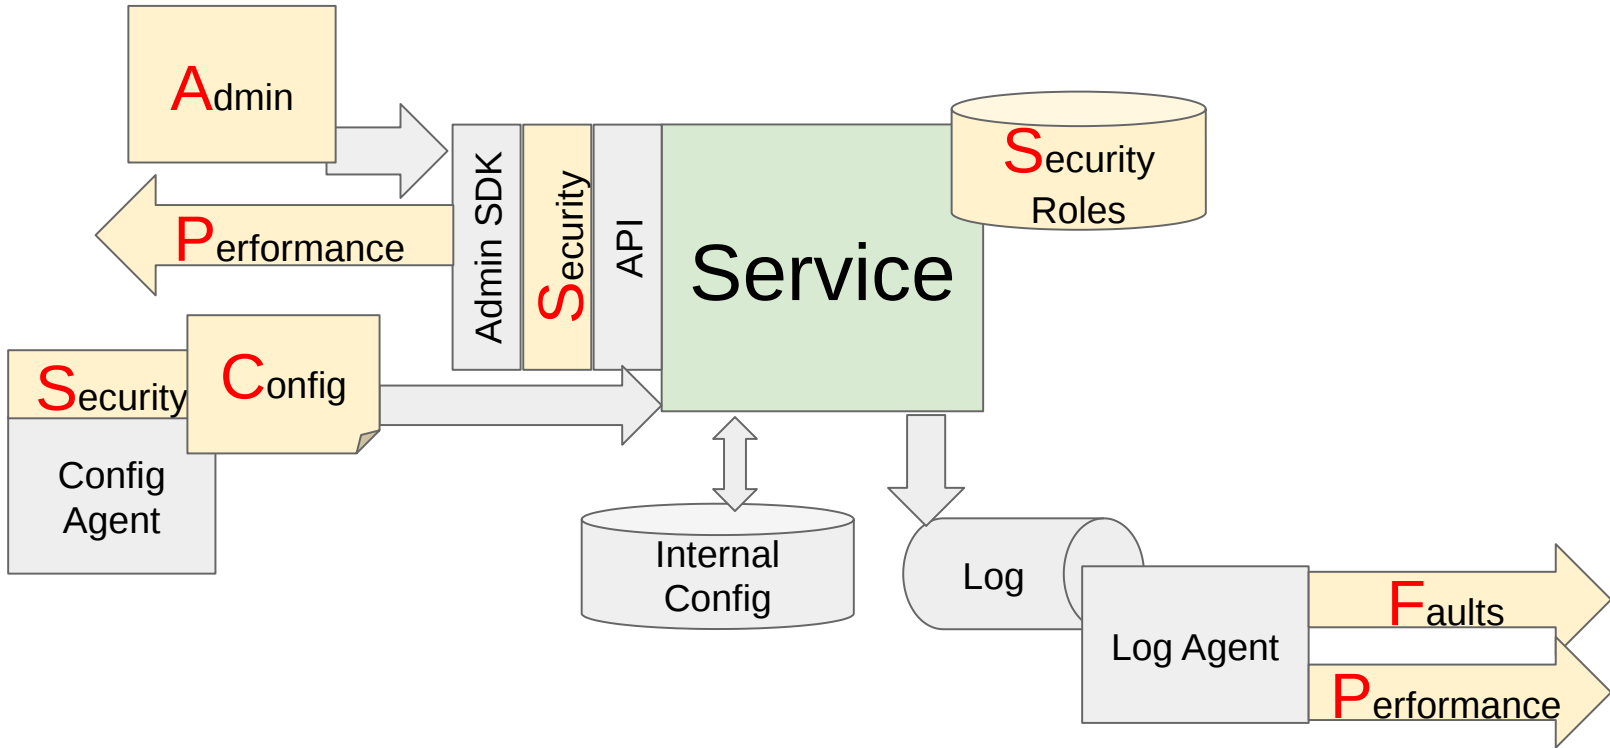 Admin
Performance
Security
Config
Config
Agent
Admin SDK
Security
API
Service
Security
Roles
Internal
Config
Log
Log Agent
Faults
Performance